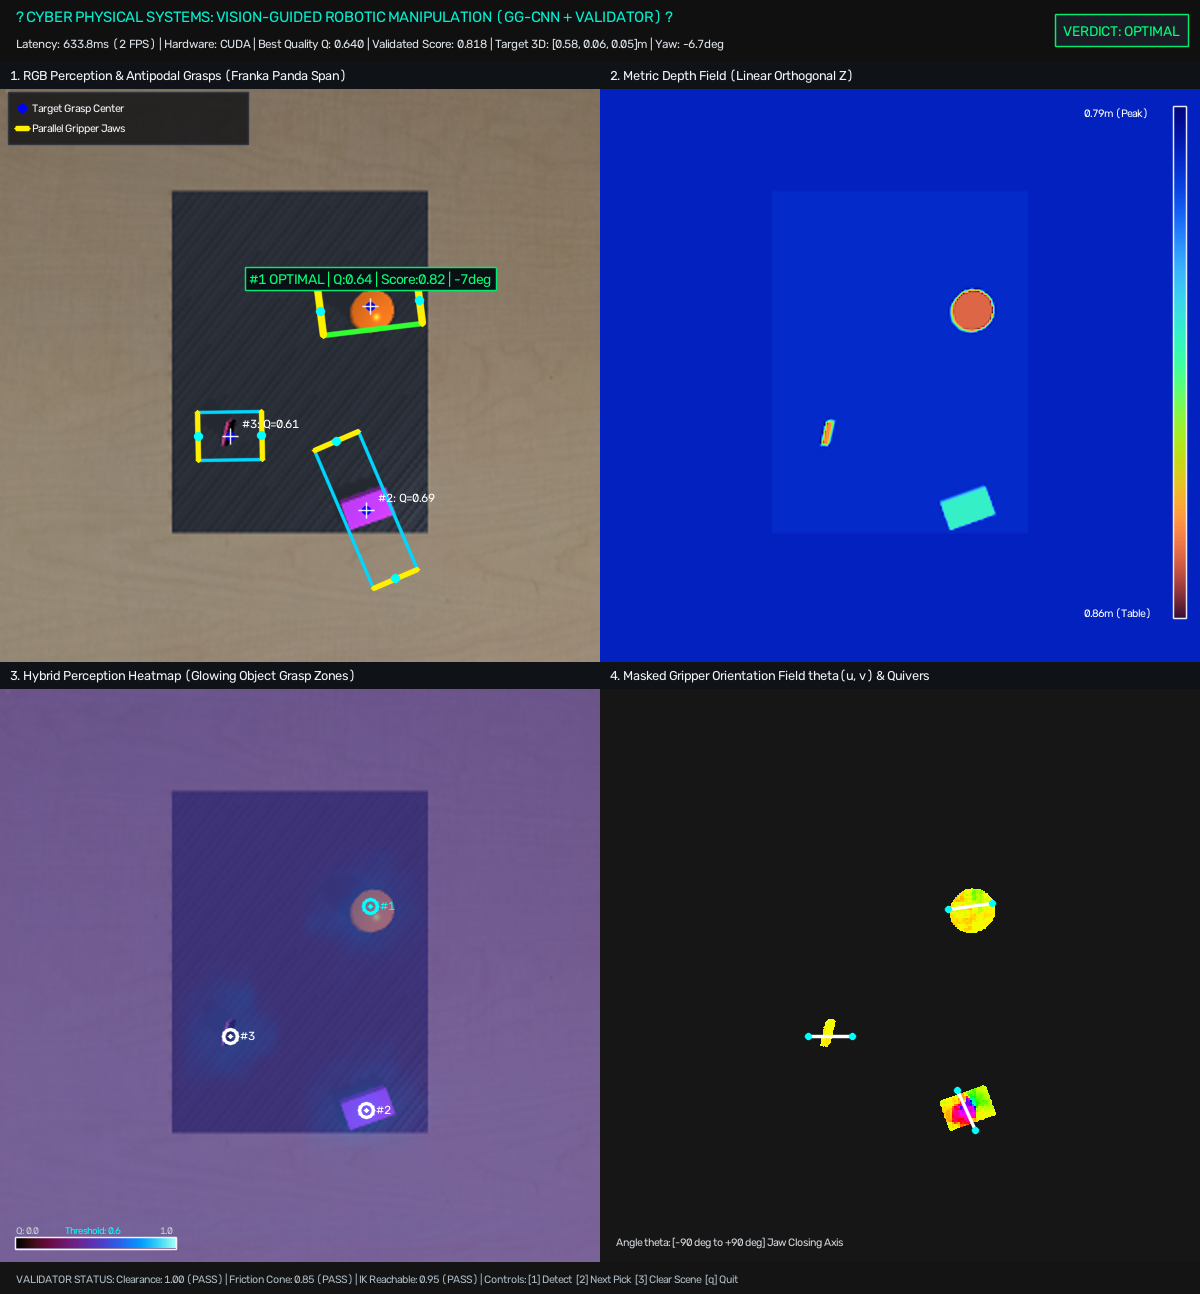 ? CYBER PHYSICAL SYSTEMS: VISION-GUIDED ROBOTIC MANIPULATION (GG-CNN + VALIDATOR) ?
Latency: 633.8ms (2 FPS) | Hardware: CUDA | Best Quality Q: 0.640 | Validated Score: 0.818 | Target 3D: [0.58, 0.06, 0.05]m | Yaw: -6.7deg
VERDICT: OPTIMAL
1. RGB Perception & Antipodal Grasps (Franka Panda Span)
2. Metric Depth Field (Linear Orthogonal Z)
Target Grasp Center
Parallel Gripper Jaws
0.79m (Peak)
#1 OPTIMAL | Q:0.64 | Score:0.82 | -7deg
#3: Q=0.61
#2: Q=0.69
0.86m (Table)
3. Hybrid Perception Heatmap (Glowing Object Grasp Zones)
4. Masked Gripper Orientation Field theta(u, v) & Quivers
#1
#3
#2
Q: 0.0 Threshold: 0.6 1.0
Angle theta: [-90 deg to +90 deg] Jaw Closing Axis
VALIDATOR STATUS: Clearance: 1.00 (PASS) | Friction Cone: 0.85 (PASS) | IK Reachable: 0.95 (PASS) | Controls: [1] Detect [2] Next Pick [3] Clear Scene [q] Quit